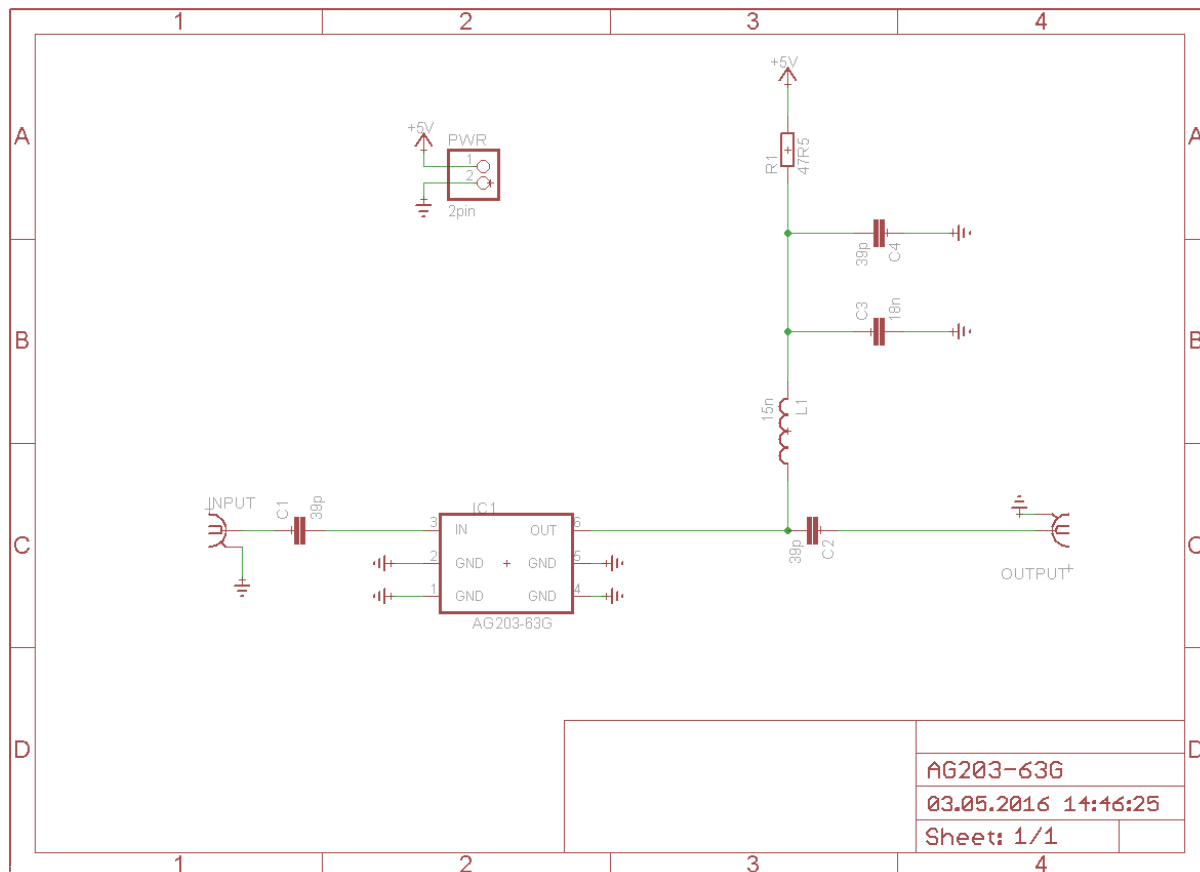 1 2 3 4
+5V
+5V
PWR
A A
1
2
2pin
R1
47R5
39p
C4
C3
18n
B B
15n
L1
INPUT
C1
39p
IC1
3 IN OUT 6
C C
2 GND GND 5
1 GND GND 4
AG203-63G
39p
C2
OUTPUT
D D
AG203-63G
03.05.2016 14:46:25
Sheet: 1/1
1 2 3 4